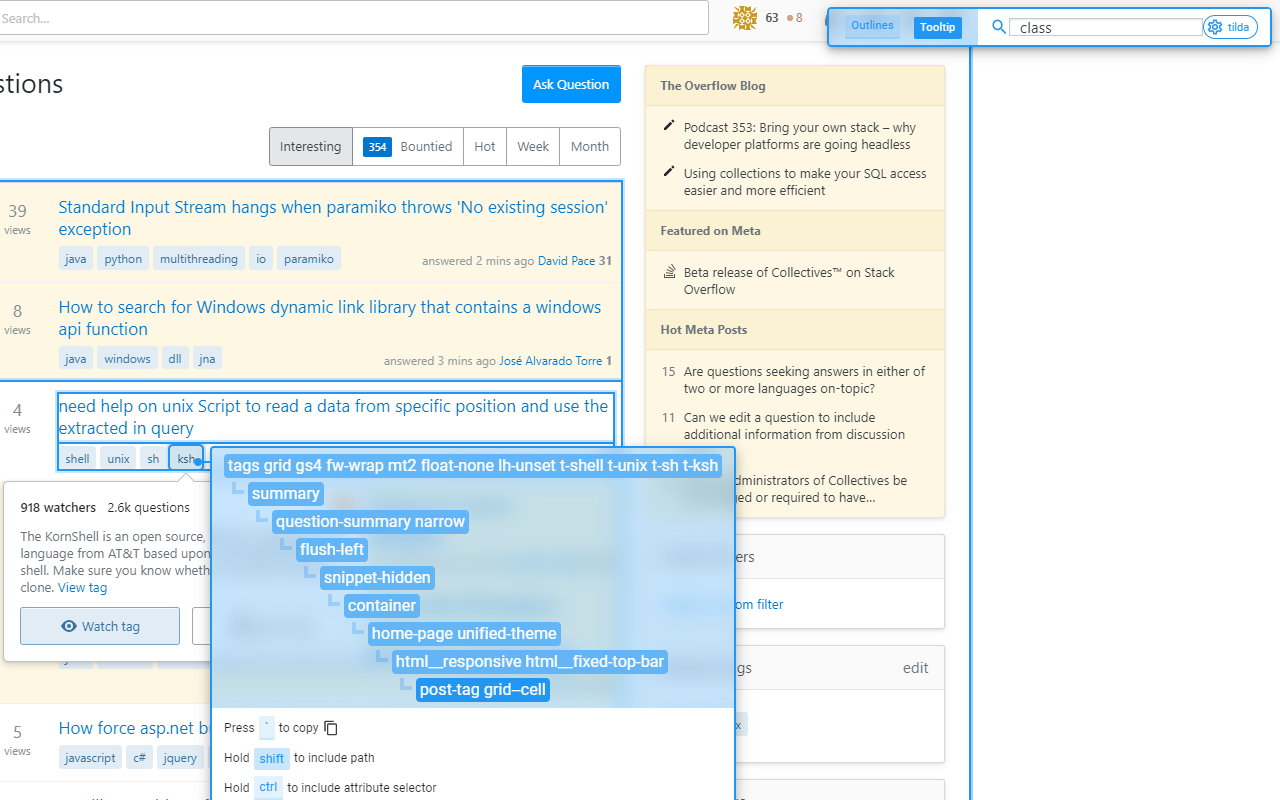 Search...
63
8
Outlines
Tooltip
class
tilda
stions
Ask Question
Interesting
354 Bountied
Hot
Week
Month
39
views
Standard Input Stream hangs when paramiko throws 'No existing session'
exception
java
python
multithreading
io
paramiko
answered 2 mins ago David Pace 31
8
views
How to search for Windows dynamic link library that contains a windows
api function
java
windows
dll
jna
answered 3 mins ago José Alvarado Torre 1
4
views
need help on unix Script to read a data from specific position and use the
extracted in query
shell
unix
sh
ksh
918 watchers 2.6k questions
The KornShell is an open source,
language from AT&T based upon
shell. Make sure you know wheth
clone. View tag
Watch tag
tags grid gs4 fw-wrap mt2 float-none lh-unset t-shell t-unix t-sh t-ksh
summary
question-summary narrow
flush-left
snippet-hidden
container
home-page unified-theme
html__responsive html__fixed-top-bar
post-tag grid--cell
Press ` to copy
Hold shift to include path
Hold ctrl to include attribute selector
5
views
How force asp.net b
javascript
c#
jquery
The Overflow Blog
Podcast 353: Bring your own stack – why
developer platforms are going headless
Using collections to make your SQL access
easier and more efficient
Featured on Meta
Beta release of Collectives™ on Stack
Overflow
Hot Meta Posts
15 Are questions seeking answers in either of
two or more languages on-topic?
11 Can we edit a question to include
additional information from discussion
administrators of Collectives be
ged or required to have...
ers
om filter
gs
edit
x